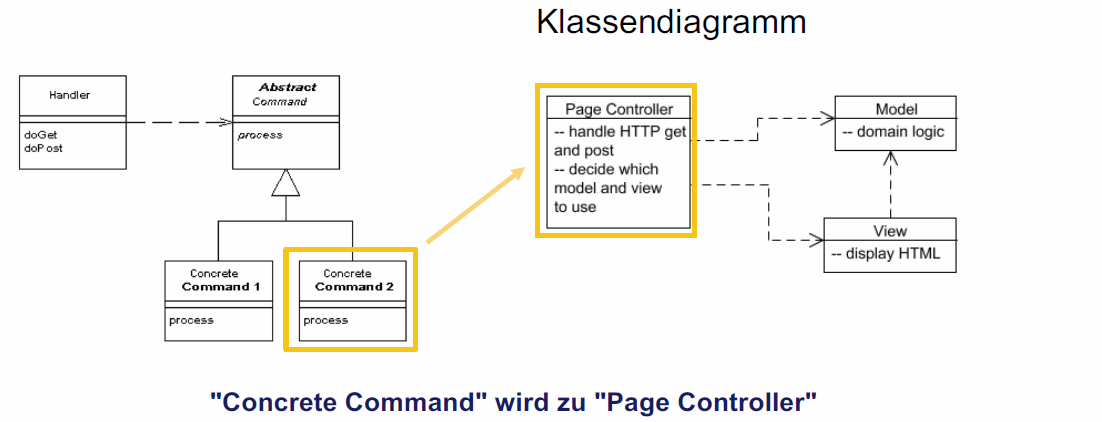 Klassendiagramm
Handler
doGet
doPost
Abstract
Command
process
Concrete
Command 1
process
Concrete
Command 2
process
Page Controller
-- handle HTTP get
and post
-- decide which
model and view
to use
Model
-- domain logic
View
-- display HTML
"Concrete Command" wird zu "Page Controller"